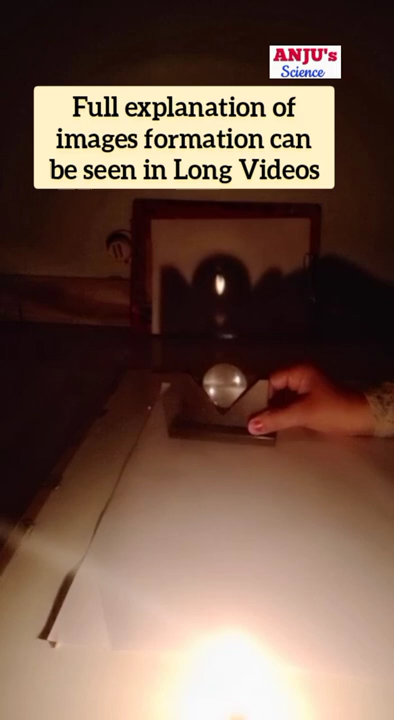 ANJU's
Science
Full explanation of
images formation can
be seen in Long Videos